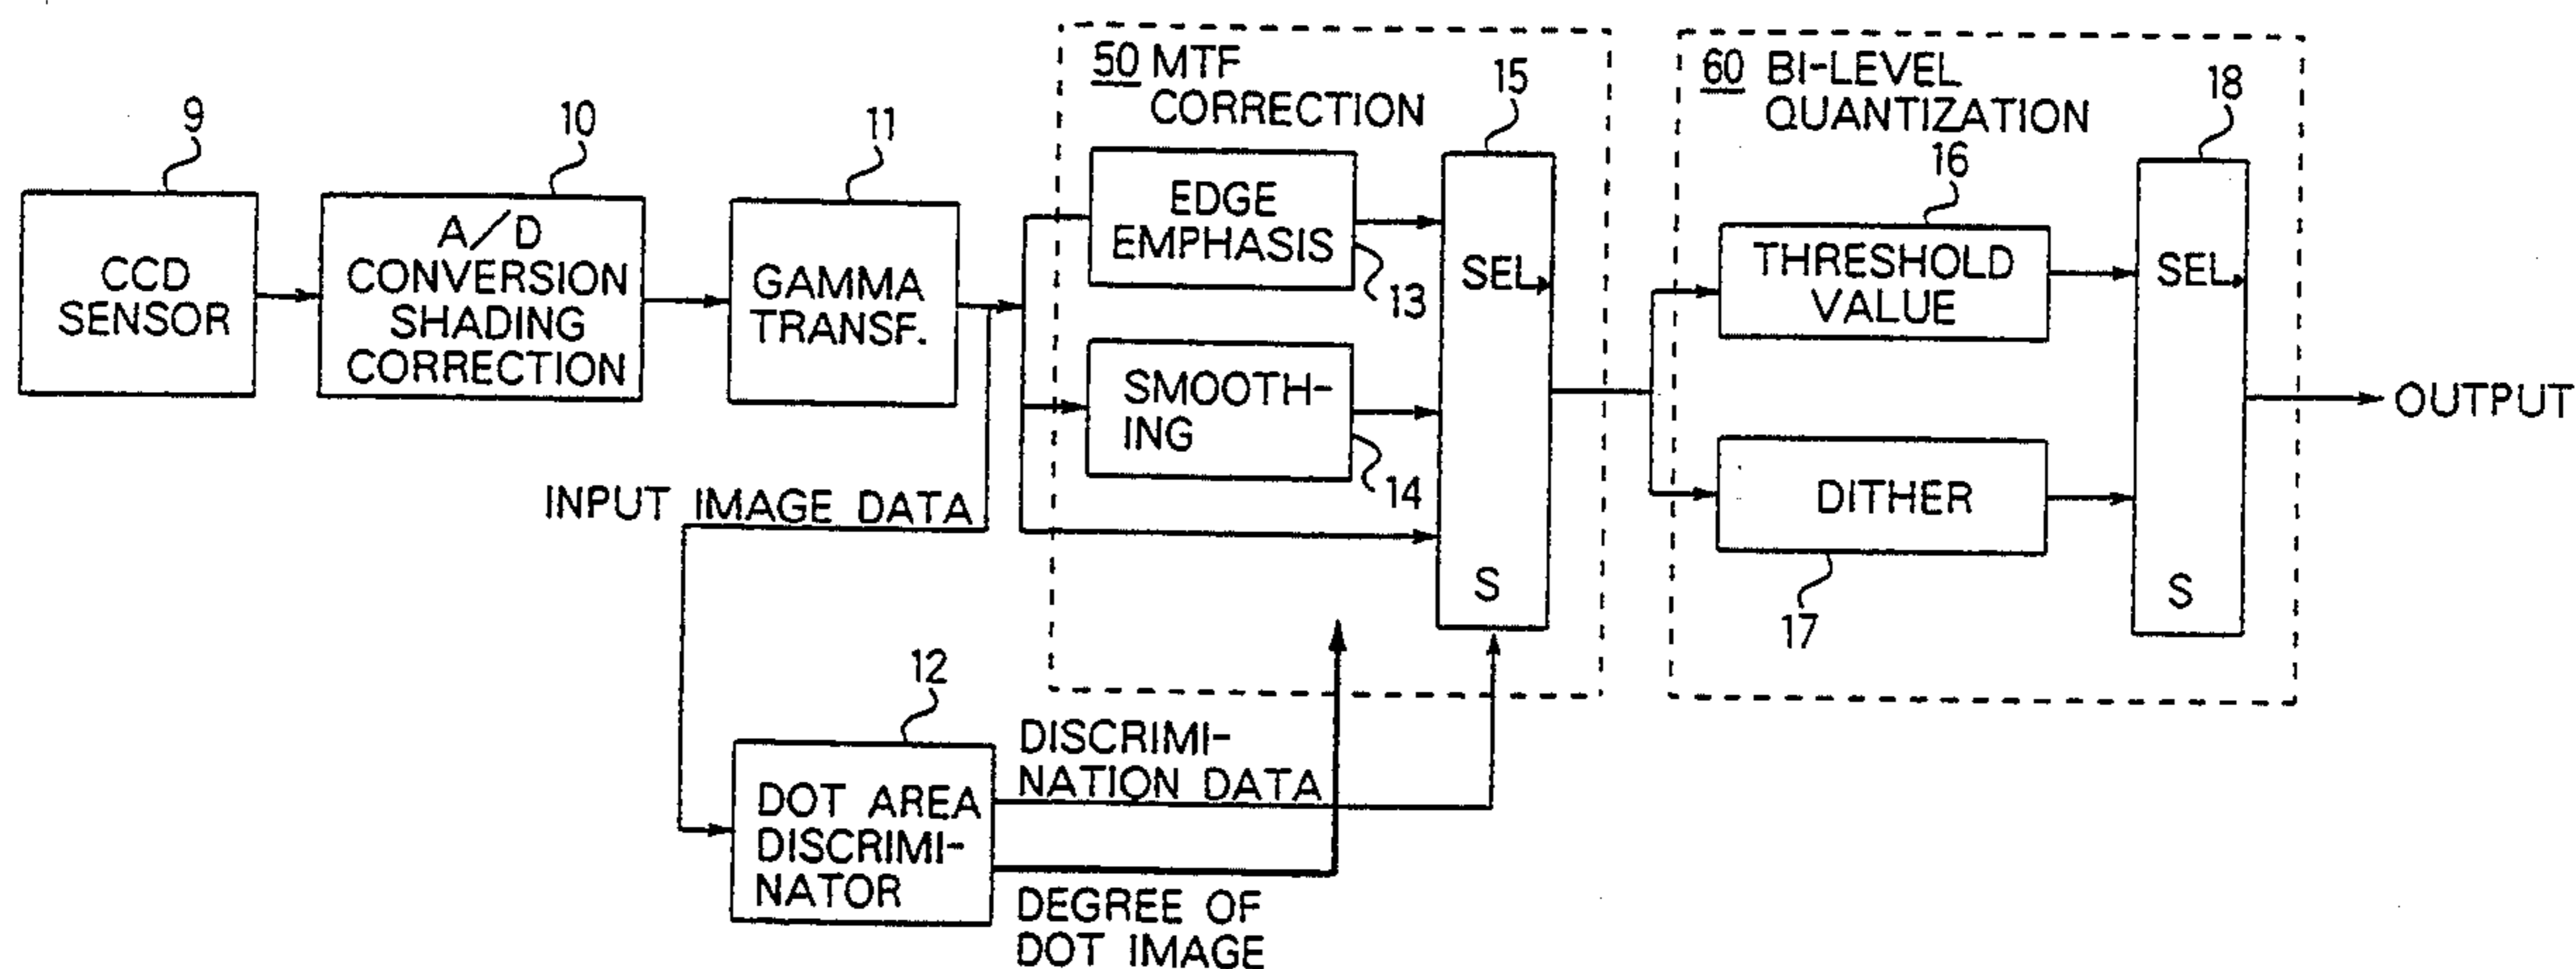 9
CCD
SENSOR
10
A/D
CONVERSION
SHADING
CORRECTION
11
GAMMA
TRANSF.
INPUT IMAGE DATA
12
DOT AREA
DISCRIMI-
NATOR
DISCRIMI-
NATION DATA
DEGREE OF
DOT IMAGE
50 MTF
CORRECTION
EDGE
EMPHASIS
13
SMOOTH-
ING
14
15
SEL
S
60 BI-LEVEL
QUANTIZATION
16
THRESHOLD
VALUE
DITHER
17
18
SEL
S
OUTPUT